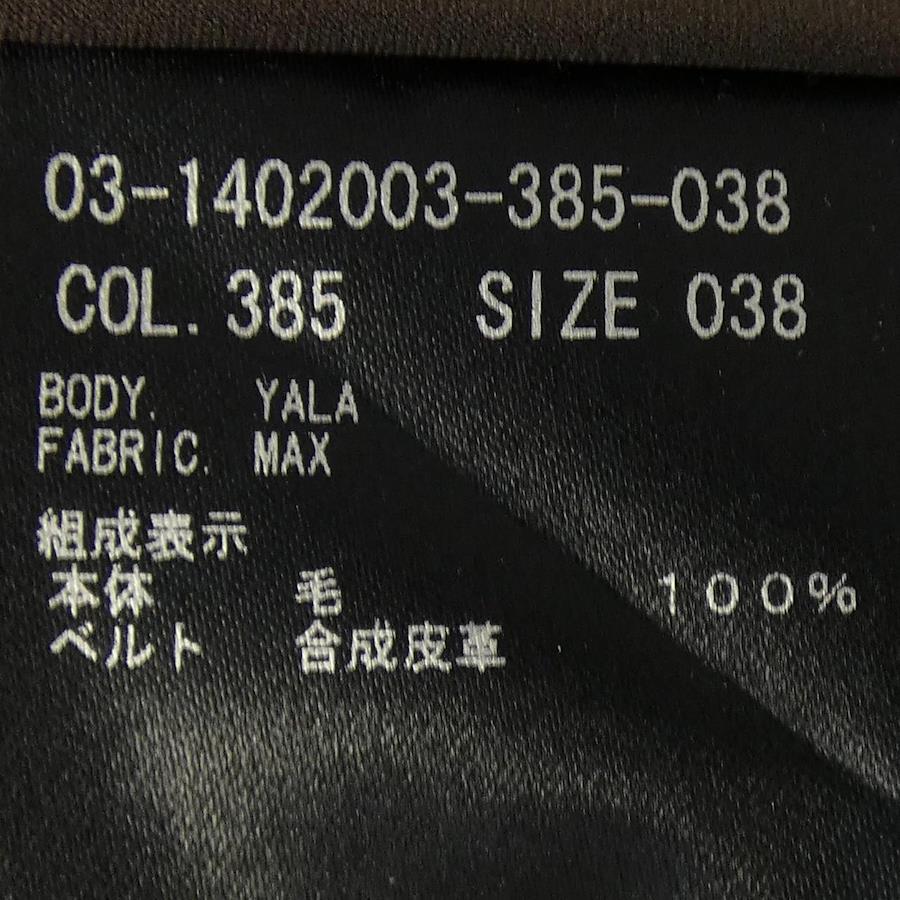 03-1402003-385-038
COL. 385 SIZE 038
BODY. YALA
FABRIC. MAX
組成表示
本体 毛 100%
ベルト 合成皮革